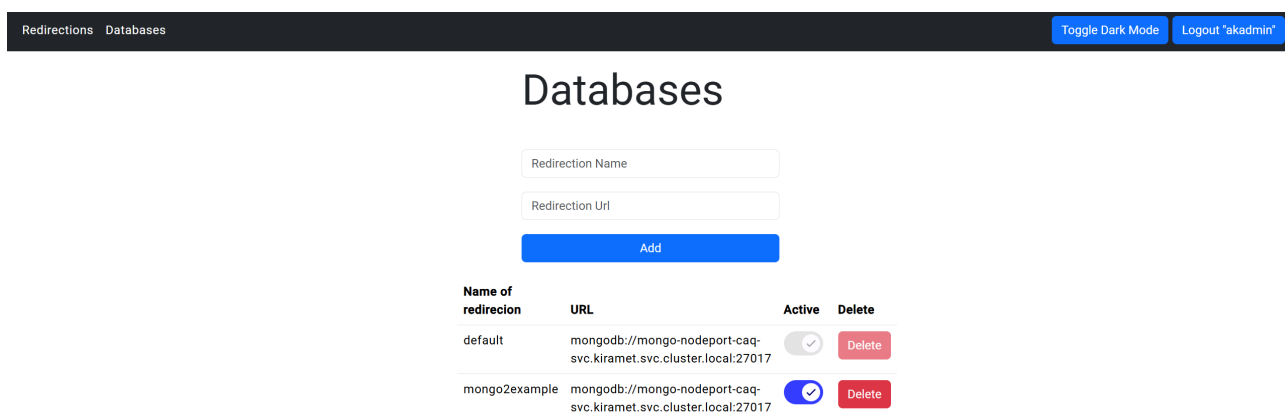 Redirections Databases Toggle Dark Mode Logout "akadmin"
Databases
Redirection Name
Redirection Url
Add
Name of
redirecion URL Active Delete
default mongodb://mongo-nodeport-caq- Delete
svc.kiramet.svc.cluster.local:27017
mongo2example mongodb://mongo-nodeport-caq- Delete
svc.kiramet.svc.cluster.local:27017